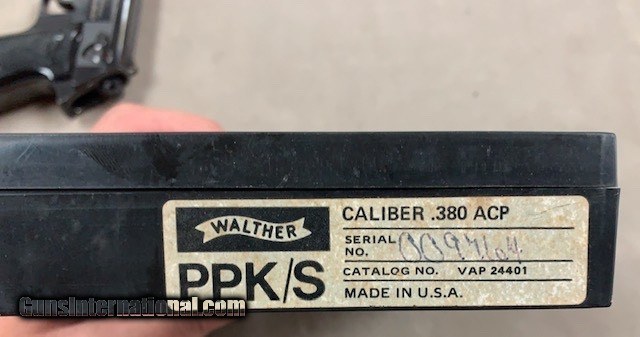 WALTHER
PPK/S
CALIBER .380 ACP
SERIAL NO.
CATALOG NO. VAP 24401
MADE IN U.S.A.
GunsInternational.com